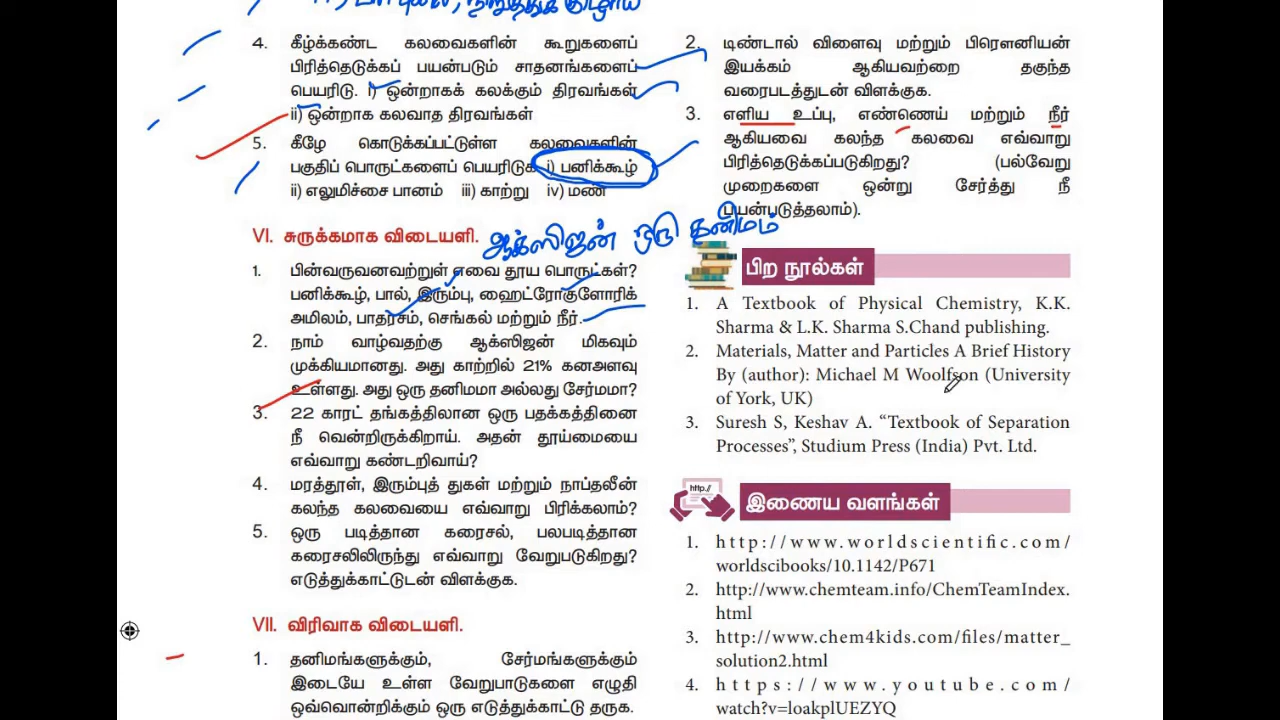 4. கீழ்க்கண்ட கலவைகளின் கூறுகளைப்
பிரித்தெடுக்கப் பயன்படும் சாதனங்களைப்
பெயரிடு. i) ஒன்றாகக் கலக்கும் திரவங்கள்
ii) ஒன்றாக கலவாத திரவங்கள்
5. கீழே கொடுக்கப்பட்டுள்ள கலவைகளின்
பகுதிப் பொருட்களைப் பெயரிடுக i) பனிக்கூழ்
ii) எலுமிச்சை பானம் iii) காற்று iv) மண்
VI. சுருக்கமாக விடையளி.
ஆக்ஸிஜன் ஒரு தனிமம்
1. பின்வருவனவற்றுள் எவை தூய பொருட்கள்?
பனிக்கூழ், பால், இரும்பு, ஹைட்ரோகுளோரிக்
அமிலம், பாதரசம், செங்கல் மற்றும் நீர்.
2. நாம் வாழ்வதற்கு ஆக்ஸிஜன் மிகவும்
முக்கியமானது. அது காற்றில் 21% கனஅளவு
உள்ளது. அது ஒரு தனிமமா அல்லது சேர்மமா?
3. 22 காரட் தங்கத்திலான ஒரு பதக்கத்தினை
நீ வென்றிருக்கிறாய். அதன் தூய்மையை
எவ்வாறு கண்டறிவாய்?
4. மரத்தூள், இரும்புத் துகள் மற்றும் நாப்தலீன்
கலந்த கலவையை எவ்வாறு பிரிக்கலாம்?
5. ஒரு படித்தான கரைசல், பலபடித்தான
கரைசலிலிருந்து எவ்வாறு வேறுபடுகிறது?
எடுத்துக்காட்டுடன் விளக்குக.
VII. விரிவாக விடையளி.
1. தனிமங்களுக்கும், சேர்மங்களுக்கும்
இடையே உள்ள வேறுபாடுகளை எழுதி
ஒவ்வொன்றிக்கும் ஒரு எடுத்துக்காட்டு தருக.
2. டிண்டால் விளைவு மற்றும் பிரௌனியன்
இயக்கம் ஆகியவற்றை தகுந்த
வரைபடத்துடன் விளக்குக.
3. எளிய உப்பு, எண்ணெய் மற்றும் நீர்
ஆகியவை கலந்த கலவை எவ்வாறு
பிரித்தெடுக்கப்படுகிறது? (பல்வேறு
முறைகளை ஒன்று சேர்த்து நீ
பயன்படுத்தலாம்).
பிற நூல்கள்
1. A Textbook of Physical Chemistry, K.K.
Sharma & L.K. Sharma S.Chand publishing.
2. Materials, Matter and Particles A Brief History
By (author): Michael M Woolfson (University
of York, UK)
3. Suresh S, Keshav A. “Textbook of Separation
Processes”, Studium Press (India) Pvt. Ltd.
http://
இணைய வளங்கள்
1. http://www.worldscientific.com/
worldscibooks/10.1142/P671
2. http://www.chemteam.info/ChemTeamIndex.
html
3. http://www.chem4kids.com/files/matter_
solution2.html
4. https://www.youtube.com/
watch?v=loakplUEZYQ